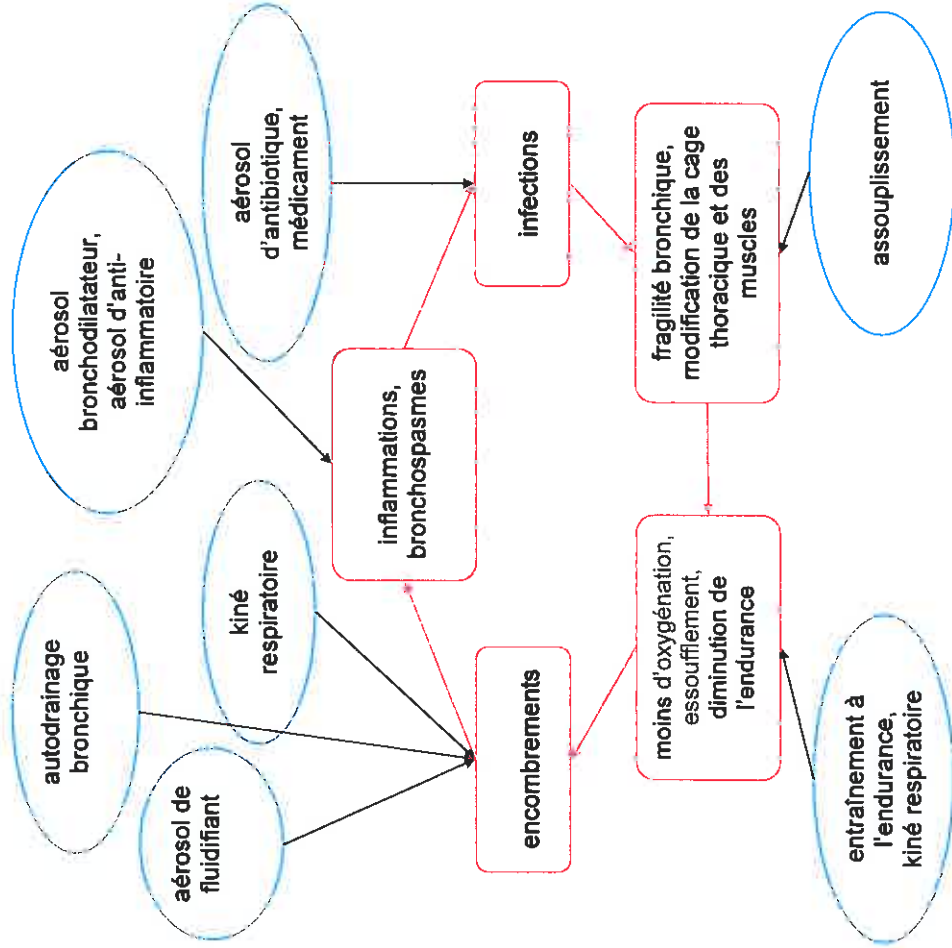 autodrainage
bronchique
aérosol de
fluidifiant
kiné
respiratoire
aérosol
bronchodilatateur,
aérosol d'anti-
inflammatoire
aérosol
d'antibiotique,
médicament
encombrements
inflammations,
bronchospasmes
infections
moins d'oxygénation,
essoufflement,
diminution de
l'endurance
fragilité bronchique,
modification de la cage
thoracique et des
muscles
entraînement à
l'endurance,
kiné respiratoire
assouplissement